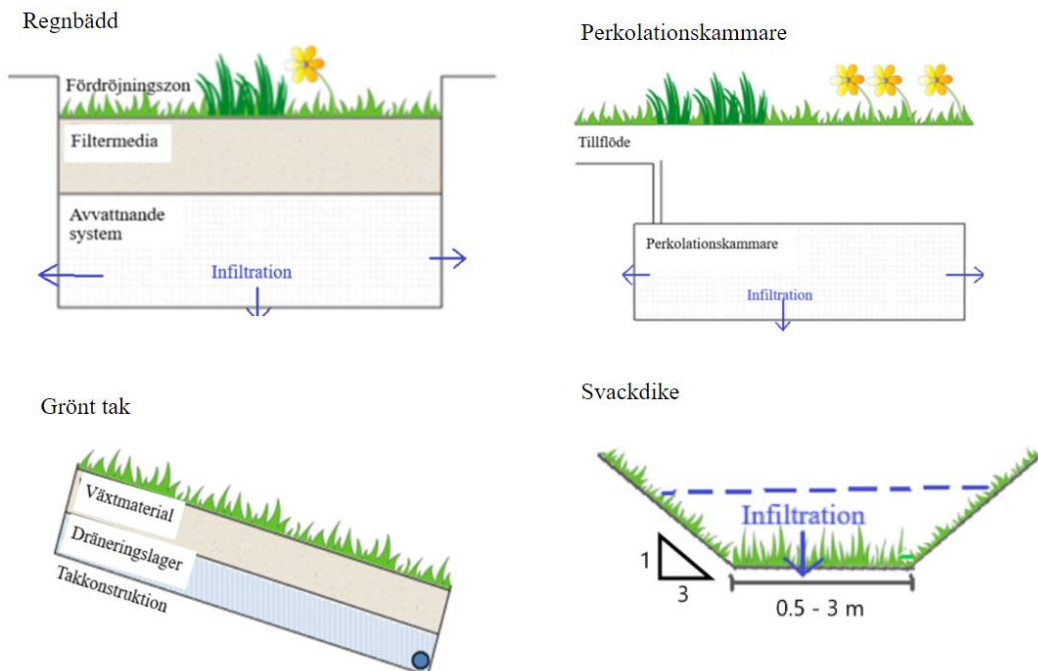 Regnbädd
Fördröjningszon
Filtermedia
Avvattnande
system
Infiltration
Perkolationskammare
Tillflöde
Perkolationskammare
Infiltration
Grönt tak
Växtmaterial
Dräneringslager
Takkonstruktion
Svackdike
Infiltration
1
3
0.5 - 3 m